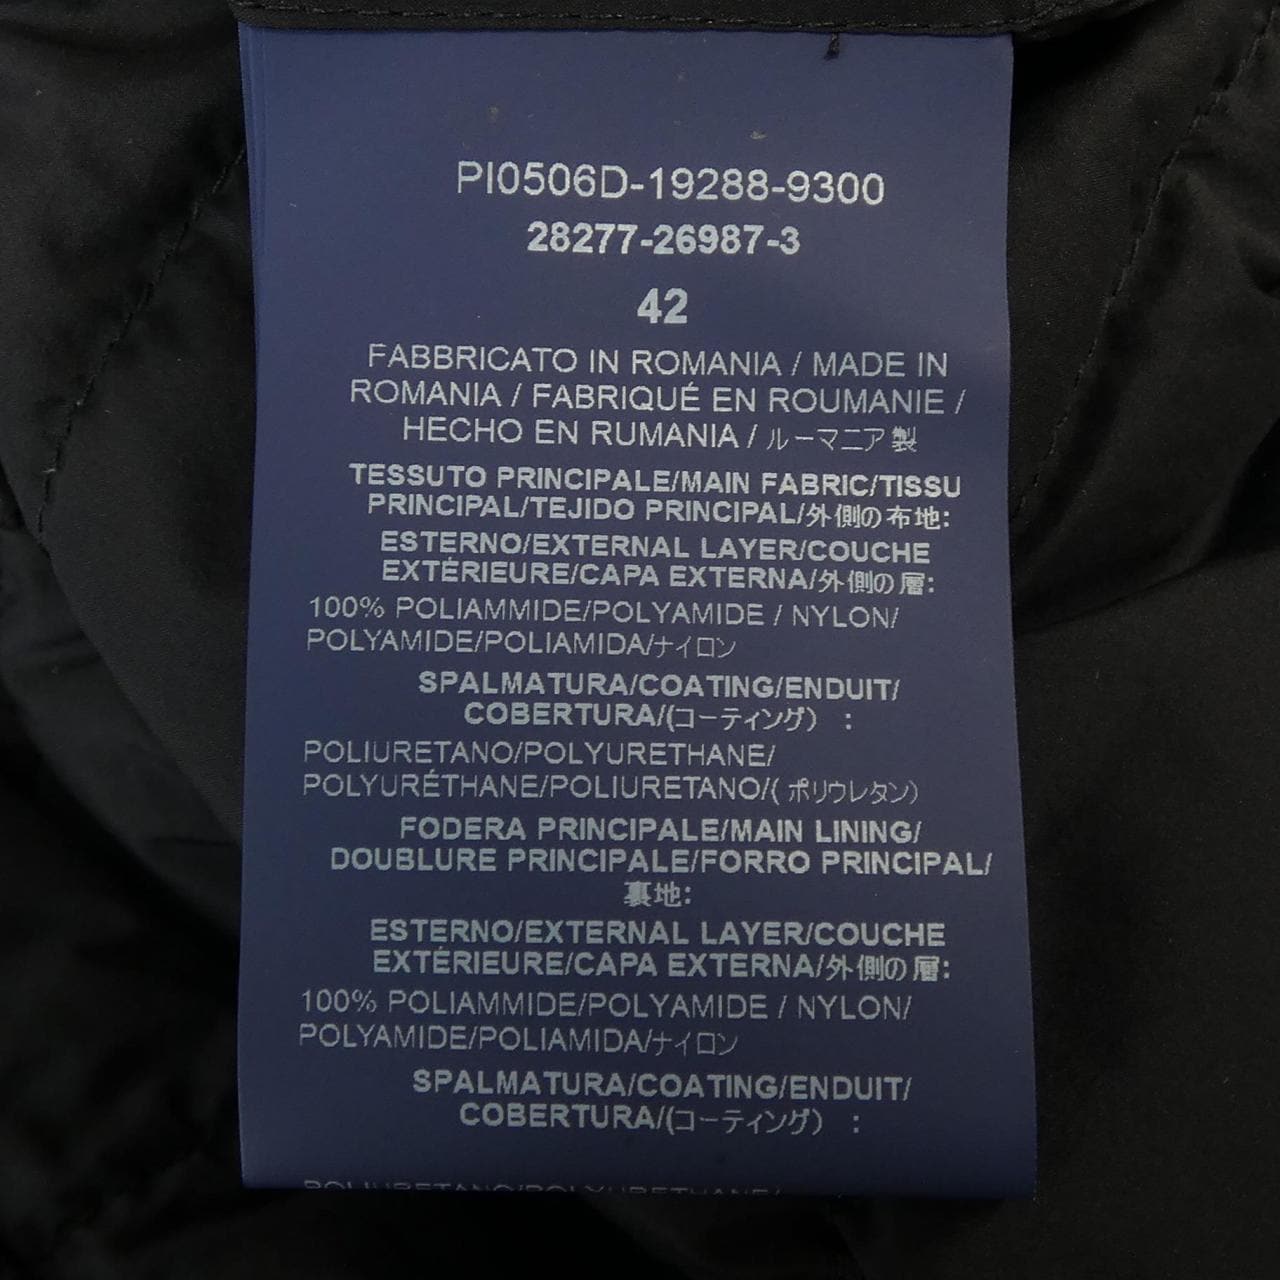 PI0506D-19288-9300
28277-26987-3
42
FABBRICATO IN ROMANIA / MADE IN
ROMANIA / FABRIQUÉ EN ROUMANIE /
HECHO EN RUMANIA / ルーマニア製
TESSUTO PRINCIPALE/MAIN FABRIC/TISSU
PRINCIPAL/TEJIDO PRINCIPAL/外側の布地:
ESTERNO/EXTERNAL LAYER/COUCHE
EXTÉRIEURE/CAPA EXTERNA/外側の層:
100% POLIAMMIDE/POLYAMIDE / NYLON/
POLYAMIDE/POLIAMIDA/ナイロン
SPALMATURA/COATING/ENDUIT/
COBERTURA/(コーティング) :
POLIURETANO/POLYURETHANE/
POLYURÉTHANE/POLIURETANO/( ポリウレタン)
FODERA PRINCIPALE/MAIN LINING/
DOUBLURE PRINCIPALE/FORRO PRINCIPAL/
裏地:
ESTERNO/EXTERNAL LAYER/COUCHE
EXTÉRIEURE/CAPA EXTERNA/外側の層:
100% POLIAMMIDE/POLYAMIDE / NYLON/
POLYAMIDE/POLIAMIDA/ナイロン
SPALMATURA/COATING/ENDUIT/
COBERTURA/(コーティング) :
POLIURETANO/POLYURETHANE/